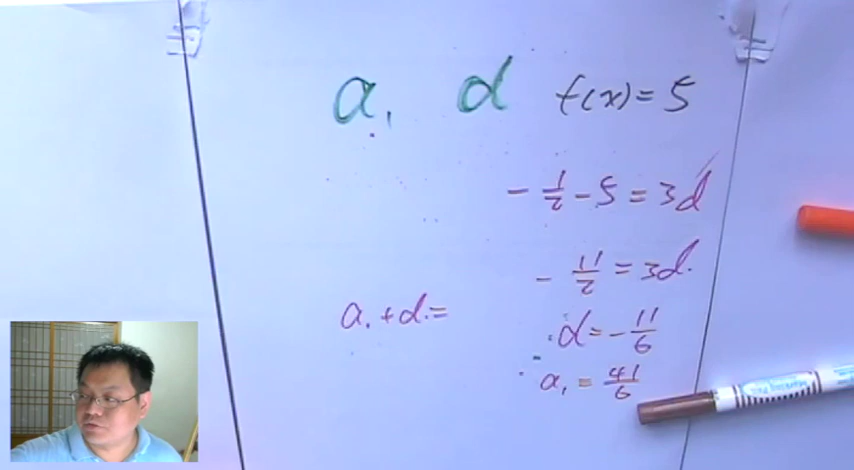 a₁ d f(x)=5
-1/2-5=3d
-11/2=3d.
a₁+d=
d=-11/6
a₁=41/6